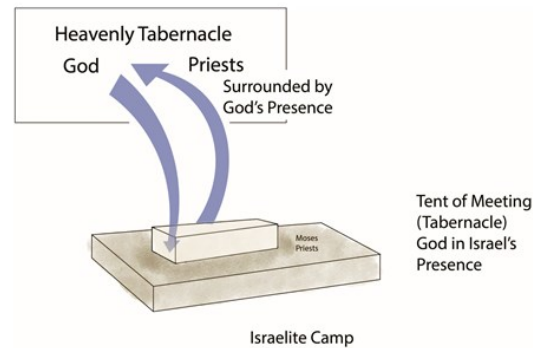 Heavenly Tabernacle
God Priests
Surrounded by
God's Presence
Tent of Meeting
(Tabernacle)
God in Israel's
Presence
Moses
Priests
Israelite Camp